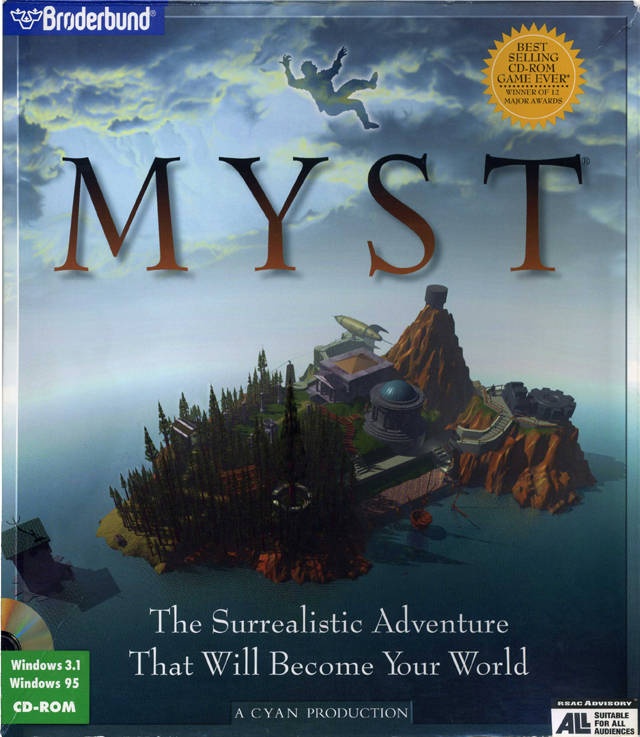 Brøderbund®
BEST
SELLING
CD-ROM
GAME EVER*
WINNER OF 12
MAJOR AWARDS
MYST®
The Surrealistic Adventure
That Will Become Your World
Windows 3.1
Windows 95
CD-ROM
A CYAN PRODUCTION
RSAC ADVISORY™
ALL SUITABLE
FOR ALL
AUDIENCES